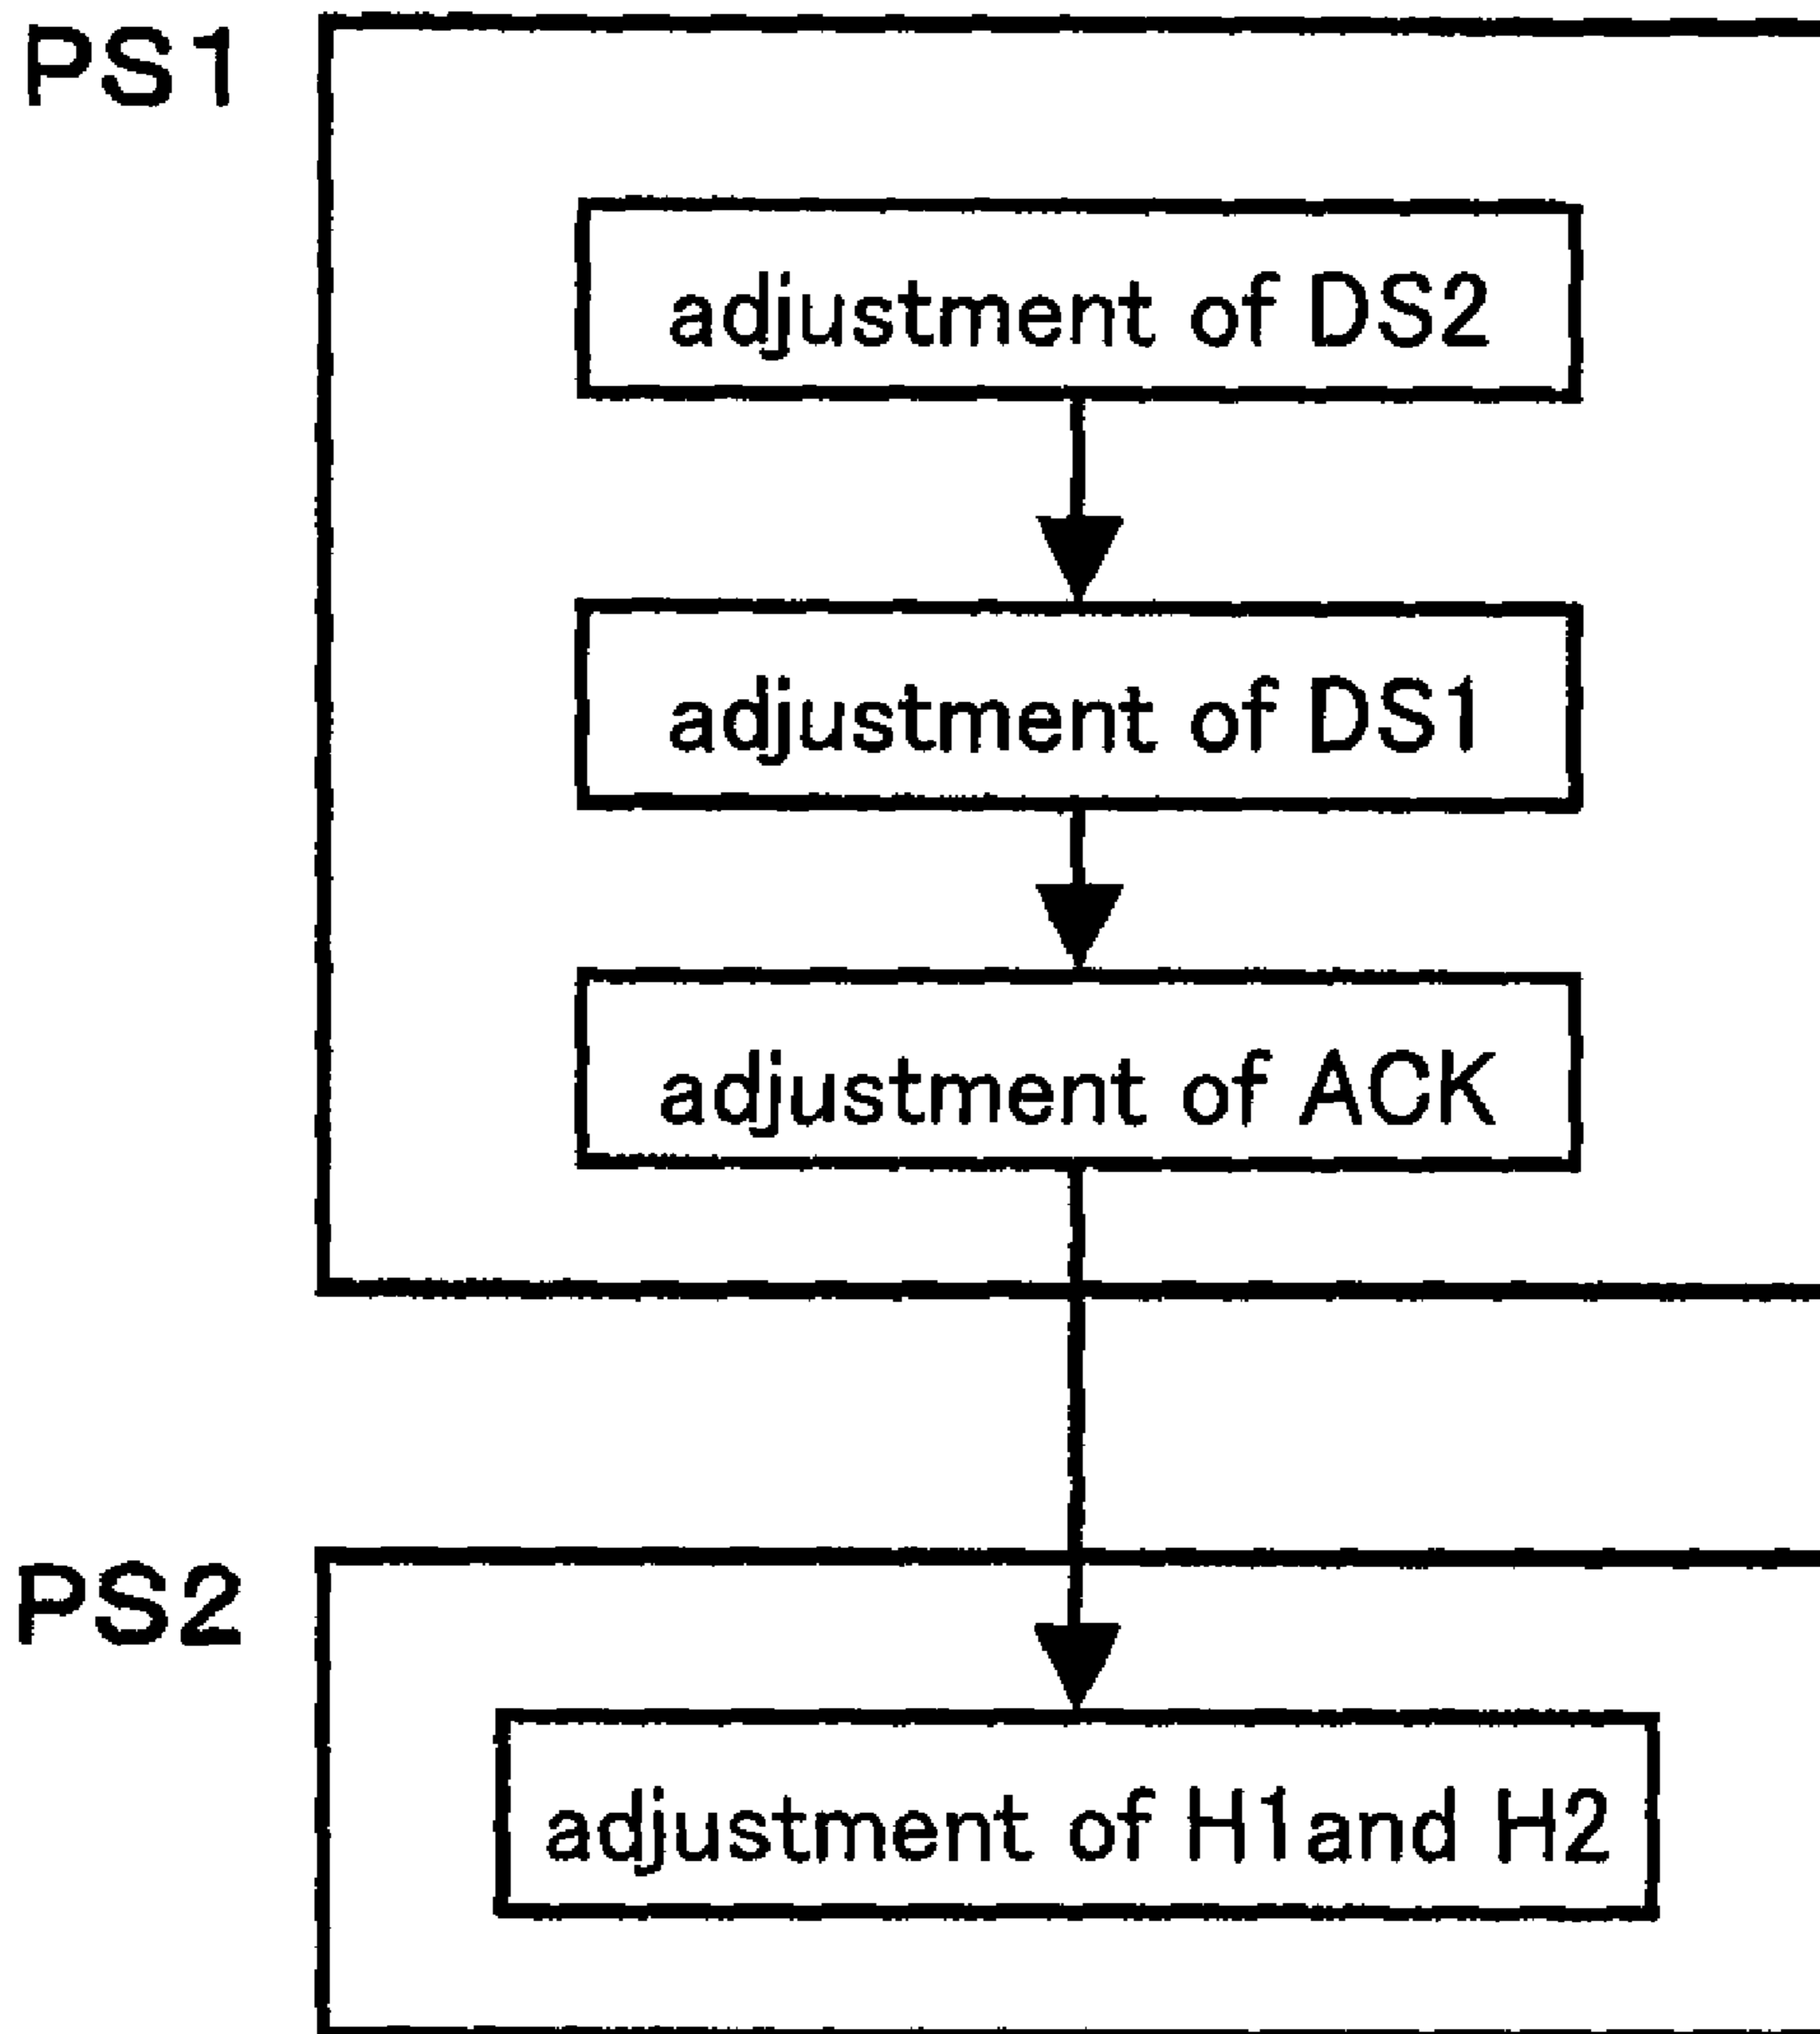 PS1
adjustment of DS2
adjustment of DS1
adjustment of ACK
PS2
adjustment of H1and H2